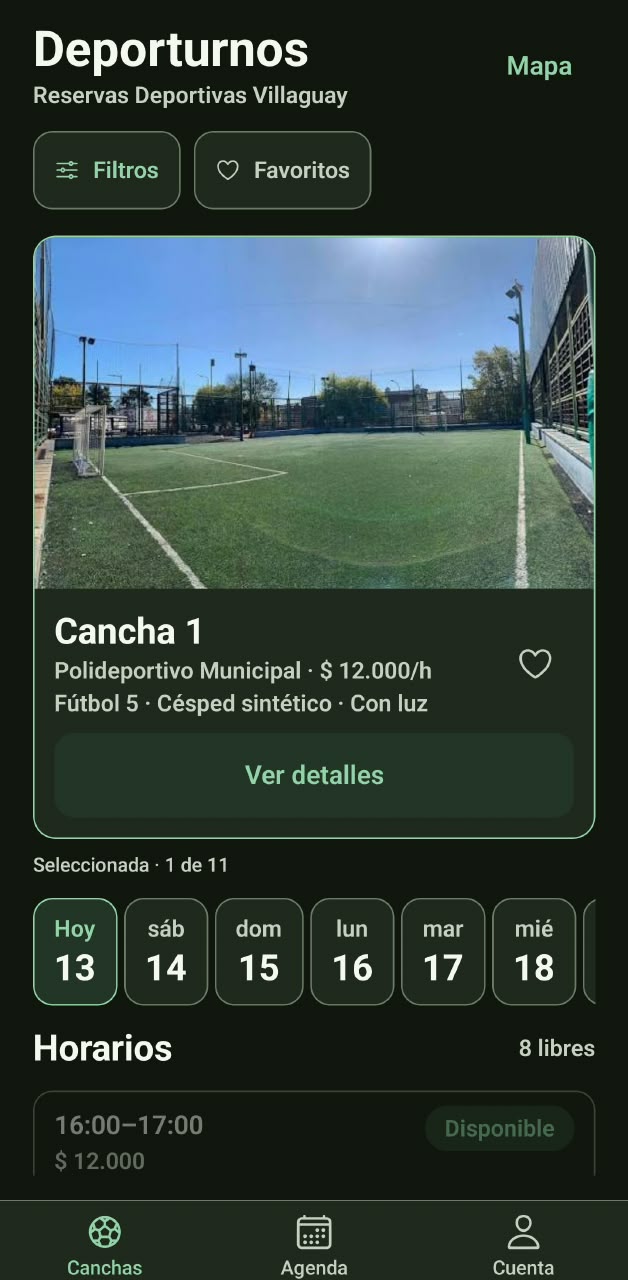 Deporturnos
Mapa
Reservas Deportivas Villaguay
Filtros
Favoritos
Cancha 1
Polideportivo Municipal · $ 12.000/h
Fútbol 5 · Césped sintético · Con luz
Ver detalles
Seleccionada · 1 de 11
Hoy 13
sáb 14
dom 15
lun 16
mar 17
mié 18
Horarios
8 libres
16:00–17:00
Disponible
$ 12.000
Canchas
Agenda
Cuenta